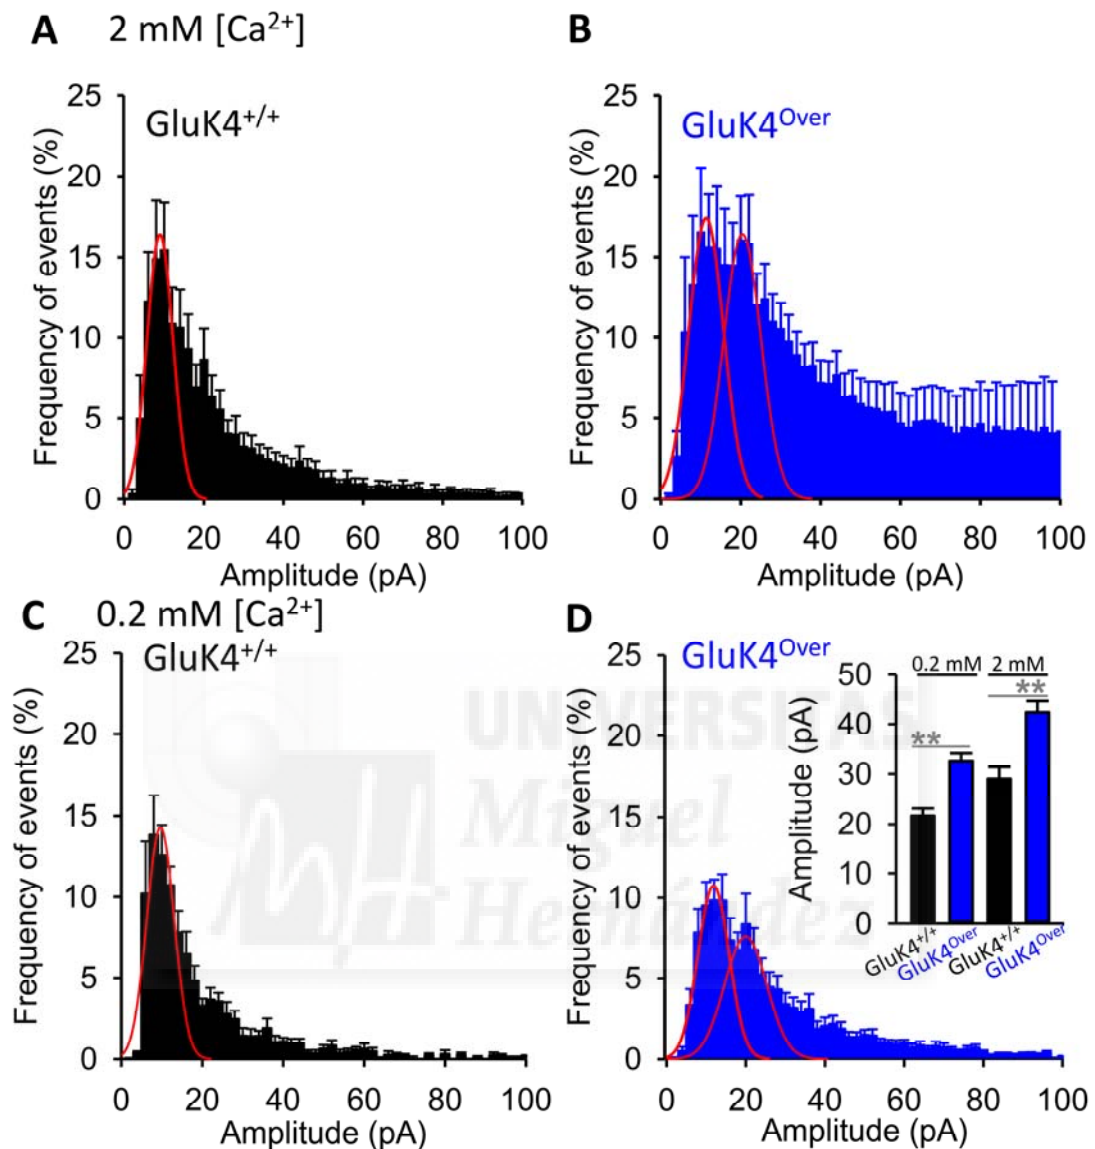 A 2 mM [Ca²⁺]
B
GluK4⁺/⁺
GluK4ᴼᵛᵉʳ
Frequency of events (%)
25
20
15
10
5
0
0 20 40 60 80 100
Amplitude (pA)
Frequency of events (%)
25
20
15
10
5
0
0 20 40 60 80 100
Amplitude (pA)
C 0.2 mM [Ca²⁺]
D
GluK4⁺/⁺
GluK4ᴼᵛᵉʳ
Frequency of events (%)
25
20
15
10
5
0
0 20 40 60 80 100
Amplitude (pA)
Frequency of events (%)
25
20
15
10
5
0
0 20 40 60 80 100
Amplitude (pA)
0.2 mM 2 mM
**
**
Amplitude (pA)
50
40
30
20
10
0
GluK4⁺/⁺
GluK4ᴼᵛᵉʳ
GluK4⁺/⁺
GluK4ᴼᵛᵉʳ
UNIVERSITAS
Miguel
Hernández